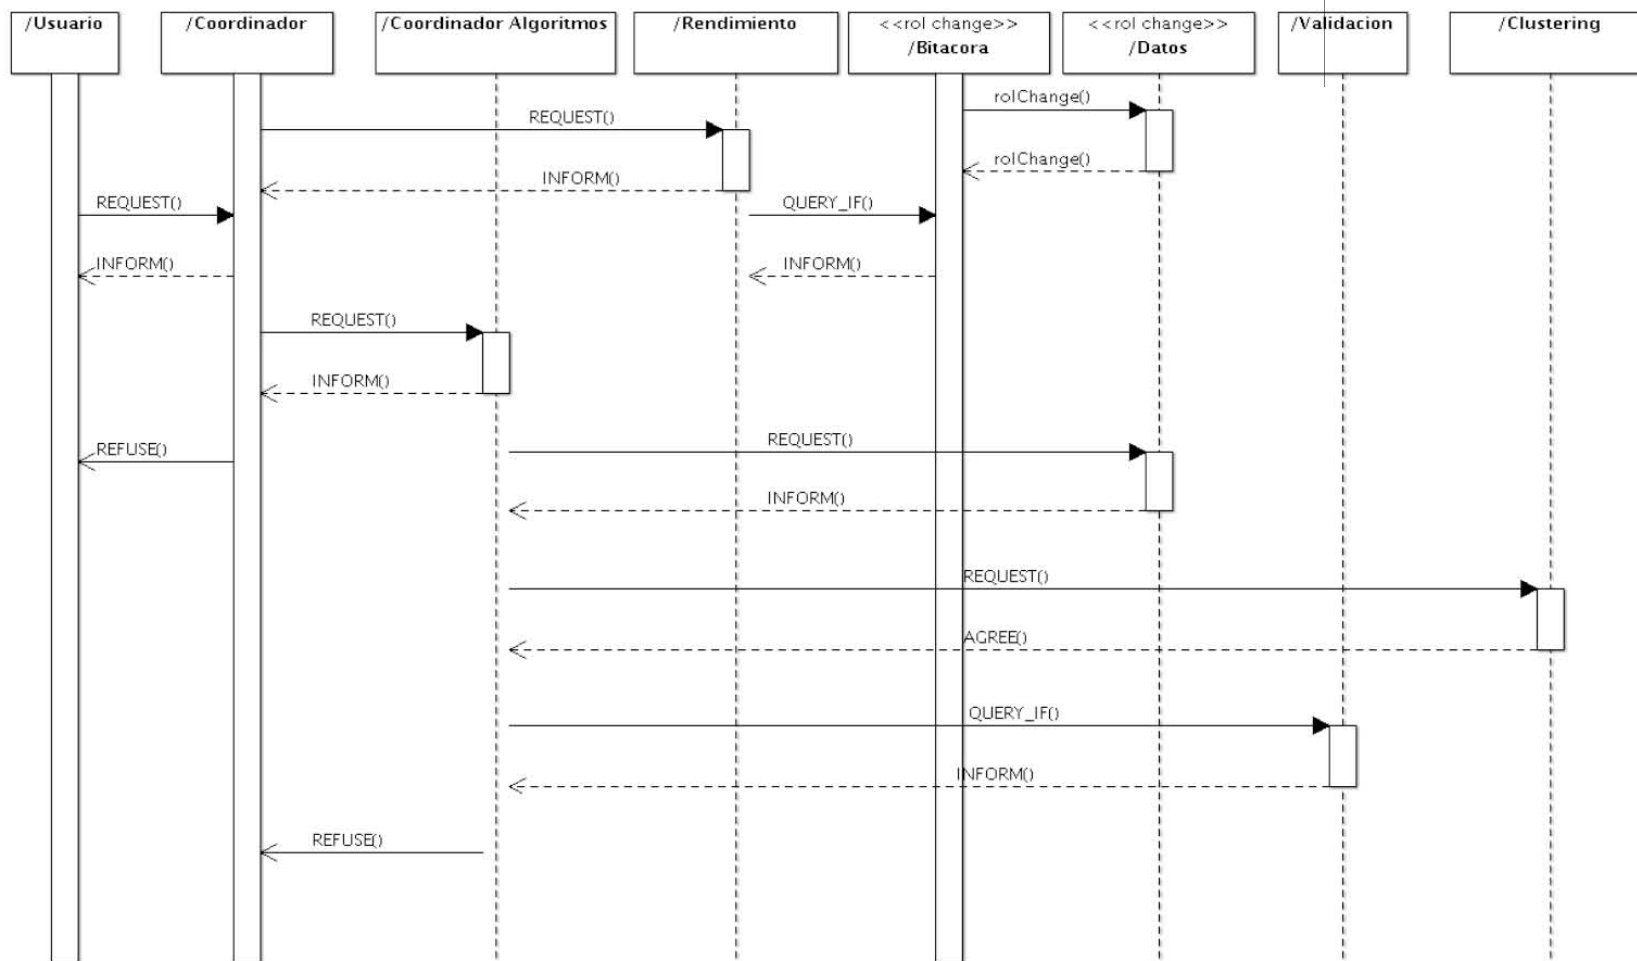 /Usuario
/Coordinador
/Coordinador Algoritmos
/Rendimiento
<<rol change>>
/Bitacora
<<rol change>>
/Datos
/Validacion
/Clustering
rolChange()
REQUEST()
rolChange()
INFORM()
REQUEST()
QUERY_IF()
INFORM()
INFORM()
REQUEST()
INFORM()
REFUSE()
REQUEST()
INFORM()
REQUEST()
AGREE()
QUERY_IF()
INFORM()
REFUSE()